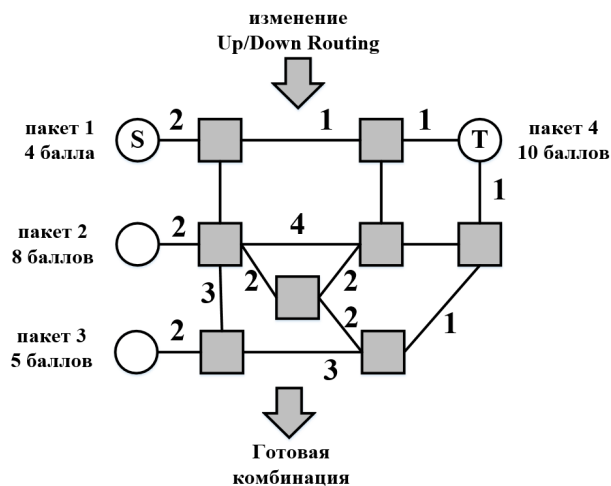 изменение
Up/Down Routing
пакет 1
4 балла
S
2
1
1
T
пакет 4
10 баллов
1
пакет 2
8 баллов
2
4
3
2
2
2
1
пакет 3
5 баллов
2
3
Готовая
комбинация